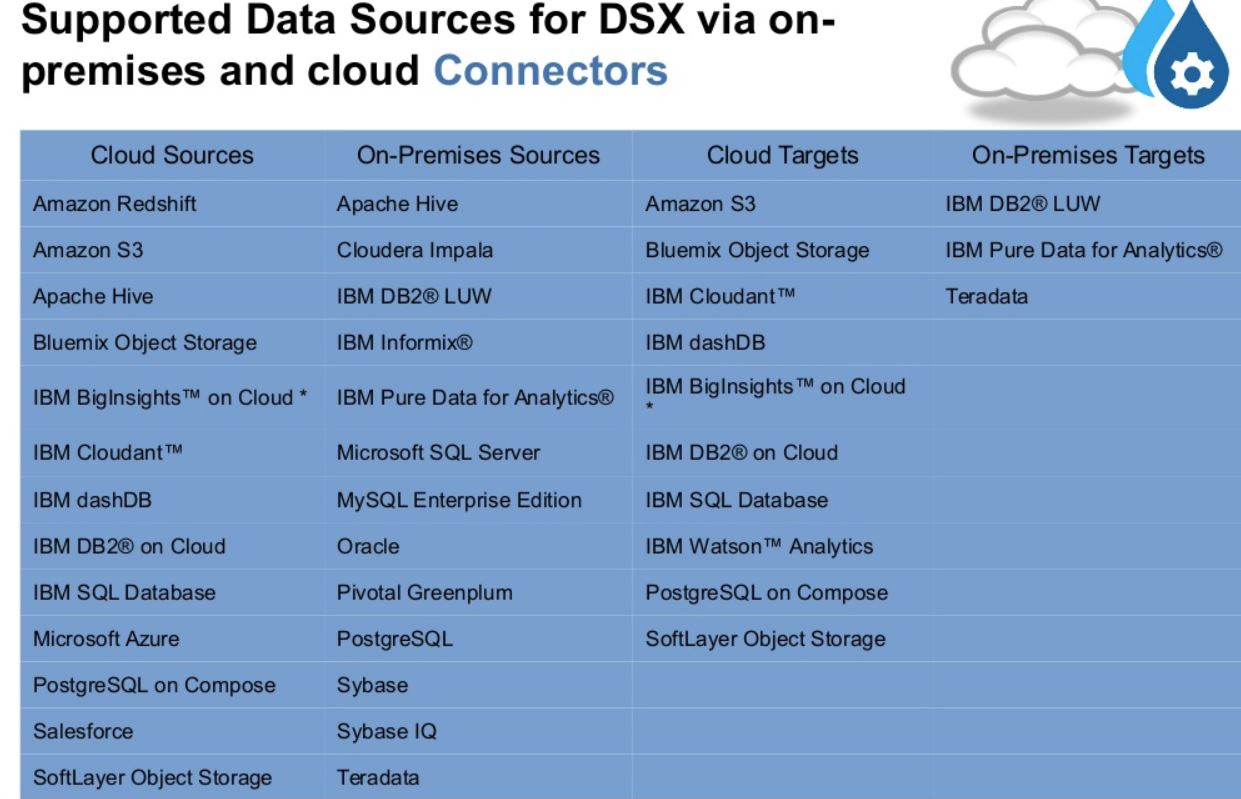 Supported Data Sources for DSX via on-
premises and cloud Connectors
Cloud Sources On-Premises Sources Cloud Targets On-Premises Targets
Amazon Redshift Apache Hive Amazon S3 IBM DB2® LUW
Amazon S3 Cloudera Impala Bluemix Object Storage IBM Pure Data for Analytics®
Apache Hive IBM DB2® LUW IBM Cloudant™ Teradata
Bluemix Object Storage IBM Informix® IBM dashDB
IBM BigInsights™ on Cloud * IBM Pure Data for Analytics® IBM BigInsights™ on Cloud
*
IBM Cloudant™ Microsoft SQL Server IBM DB2® on Cloud
IBM dashDB MySQL Enterprise Edition IBM SQL Database
IBM DB2® on Cloud Oracle IBM Watson™ Analytics
IBM SQL Database Pivotal Greenplum PostgreSQL on Compose
Microsoft Azure PostgreSQL SoftLayer Object Storage
PostgreSQL on Compose Sybase
Salesforce Sybase IQ
SoftLayer Object Storage Teradata